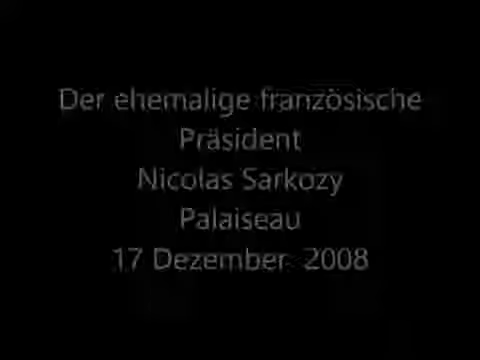 Der ehemalige französische
Präsident
Nicolas Sarkozy
Palaiseau
17 Dezember 2008